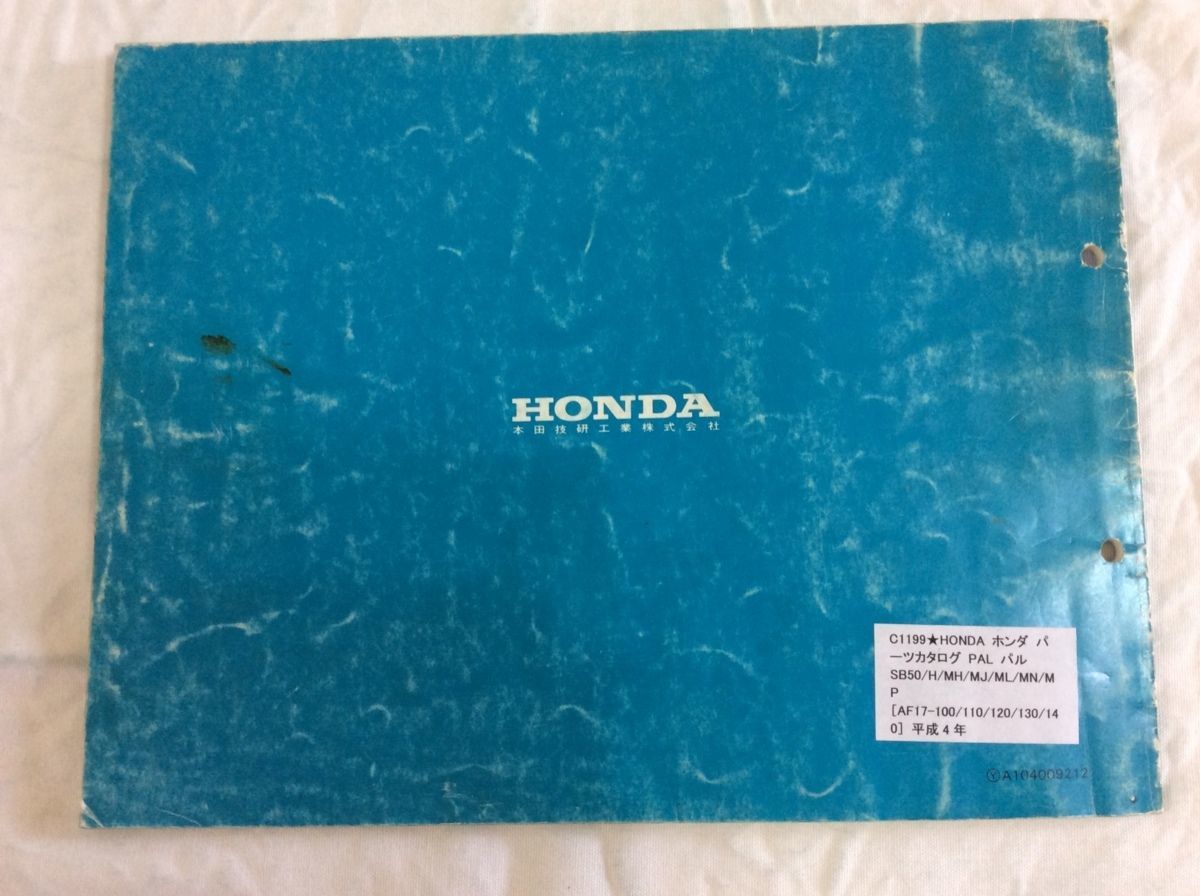 HONDA
本田技研工業株式会社
C1199★HONDA ホンダ パ
ーツカタログ PAL パル
SB50/H/MH/MJ/ML/MN/M
P
[AF17-100/110/120/130/14
0] 平成4年
ⓎA104009212